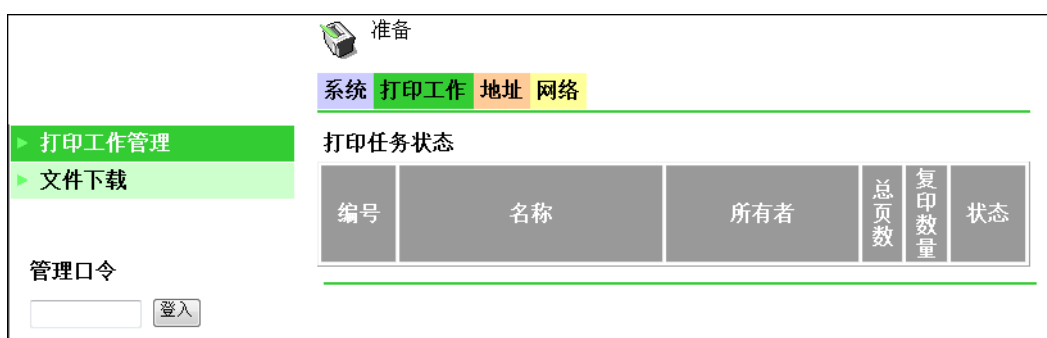 准备
系统 打印工作 地址 网络
打印工作管理
文件下载
管理口令
登入
打印任务状态
编号 名称 所有者 总页数 复印数量 状态